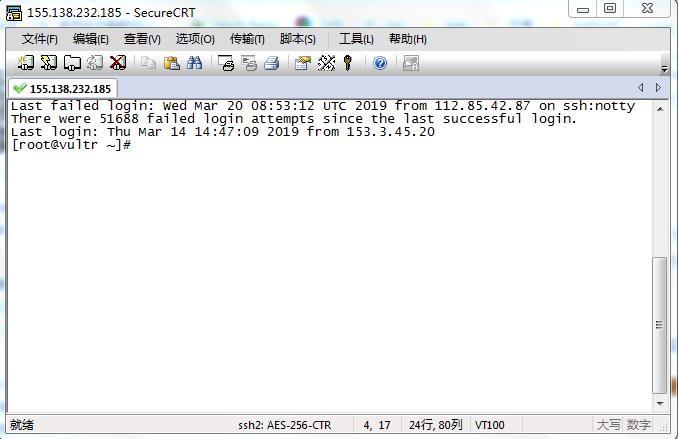 155.138.232.185 - SecureCRT
文件(F) 编辑(E) 查看(V) 选项(O) 传输(T) 脚本(S) 工具(L) 帮助(H)
155.138.232.185
Last failed login: Wed Mar 20 08:53:12 UTC 2019 from 112.85.42.87 on ssh:notty
There were 51688 failed login attempts since the last successful login.
Last login: Thu Mar 14 14:47:09 2019 from 153.3.45.20
[root@vultr ~]#
就绪 ssh2: AES-256-CTR 4, 17 24行, 80列 VT100 大写 数字